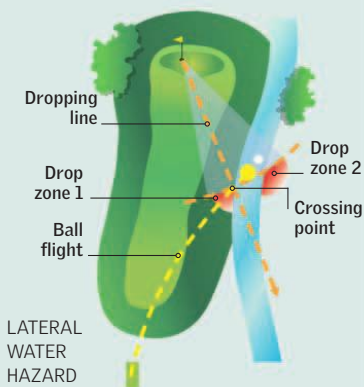 Dropping
line
Drop
zone 1
Ball
flight
Drop
zone 2
Crossing
point
LATERAL
WATER
HAZARD